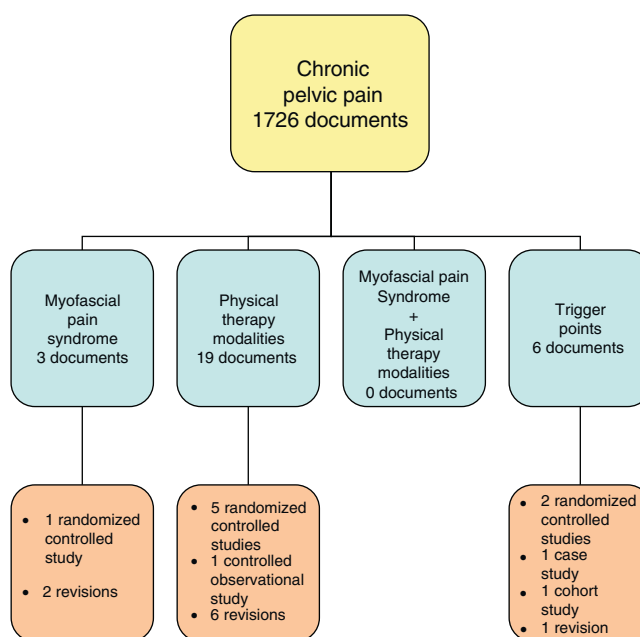 Chronic
pelvic pain
1726 documents
Myofascial
pain
syndrome
3 documents
Physical
therapy
modalities
19 documents
Myofascial pain
Syndrome
+
Physical
therapy
modalities
0 documents
Trigger
points
6 documents
• 1 randomized
controlled
study
• 2 revisions
• 5 randomized
controlled
studies
• 1 controlled
observational
study
• 6 revisions
• 2 randomized
controlled
studies
• 1 case
study
• 1 cohort
study
• 1 revision